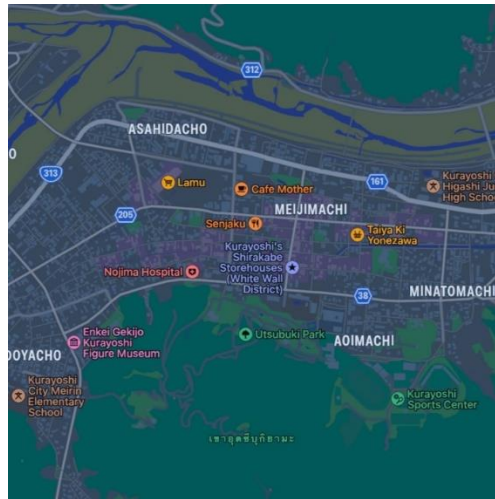 312
ASAHIDACHO
O
313
Lamu
Cafe Mother
161
Kurayoshi
Higashi Ju
High Schoo
205
Senjaku
MEIJIMACHI
Taiya Ki
Yonezawa
Kurayoshi's
Shirakabe
Storehouses
(White Wall
District)
Nojima Hospital
38
MINATOMACHI
Enkei Gekijo
Kurayoshi
Figure Museum
Utsubuki Park
AOIMACHI
DOYACHO
Kurayoshi
City Meirin
Elementary
School
Kurayoshi
Sports Center
เขาอุตซึบุกิยามะ